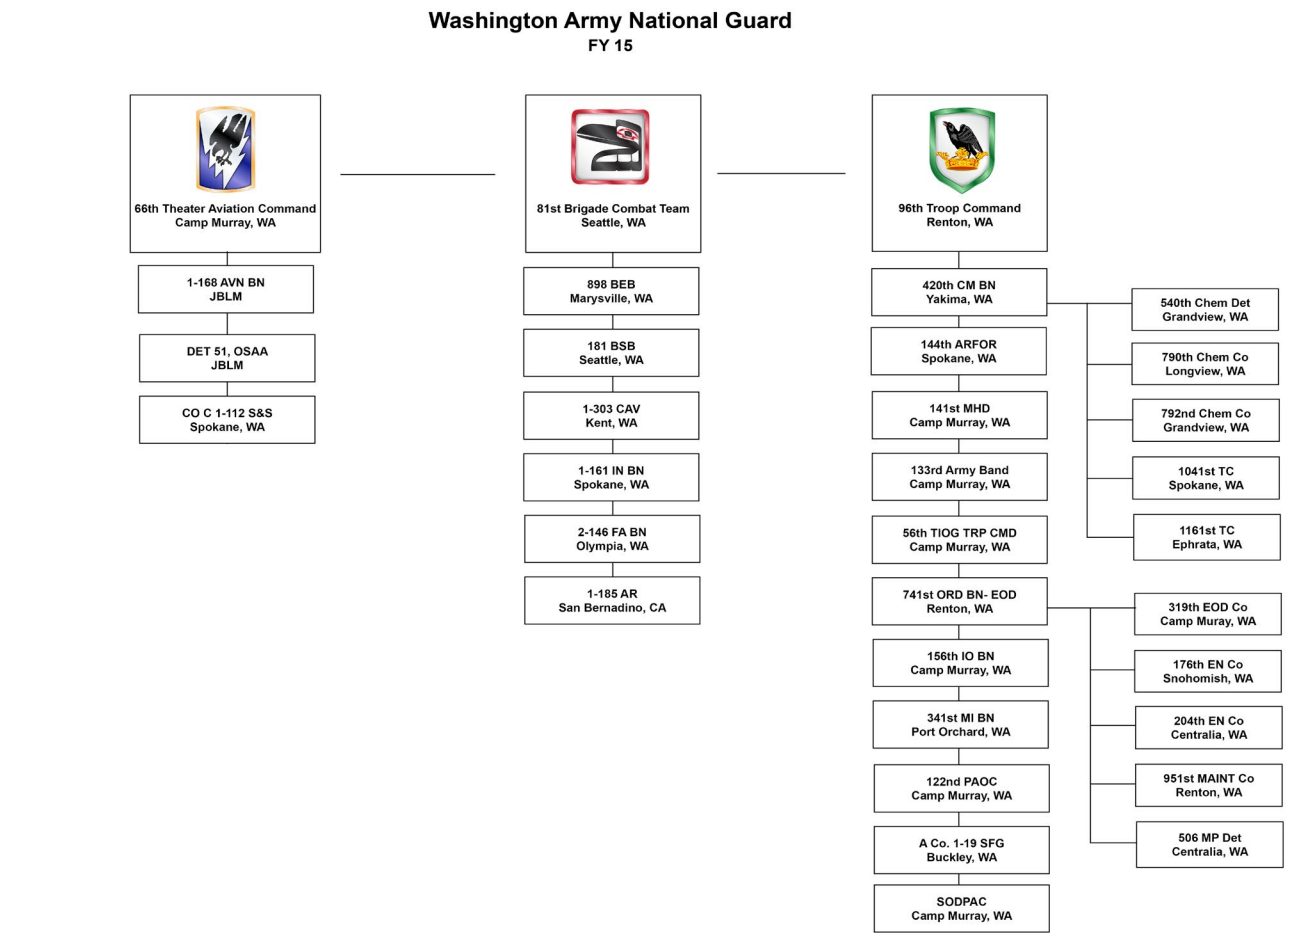 Washington Army National Guard
FY 15
66th Theater Aviation Command
Camp Murray, WA
1-168 AVN BN
JBLM
DET 51, OSAA
JBLM
CO C 1-112 S&S
Spokane, WA
81st Brigade Combat Team
Seattle, WA
898 BEB
Marysville, WA
181 BSB
Seattle, WA
1-303 CAV
Kent, WA
1-161 IN BN
Spokane, WA
2-146 FA BN
Olympia, WA
1-185 AR
San Bernadino, CA
96th Troop Command
Renton, WA
420th CM BN
Yakima, WA
144th ARFOR
Spokane, WA
141st MHD
Camp Murray, WA
133rd Army Band
Camp Murray, WA
56th TIOG TRP CMD
Camp Murray, WA
741st ORD BN- EOD
Renton, WA
156th IO BN
Camp Murray, WA
341st MI BN
Port Orchard, WA
122nd PAOC
Camp Murray, WA
A Co. 1-19 SFG
Buckley, WA
SODPAC
Camp Murray, WA
540th Chem Det
Grandview, WA
790th Chem Co
Longview, WA
792nd Chem Co
Grandview, WA
1041st TC
Spokane, WA
1161st TC
Ephrata, WA
319th EOD Co
Camp Muray, WA
176th EN Co
Snohomish, WA
204th EN Co
Centralia, WA
951st MAINT Co
Renton, WA
506 MP Det
Centralia, WA